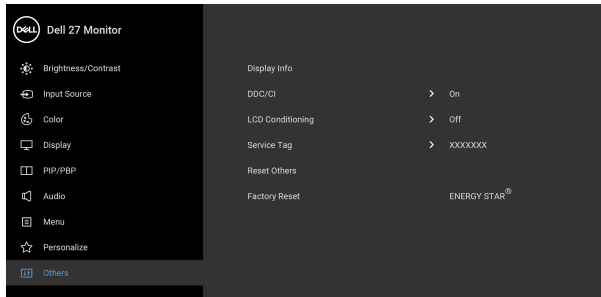 DELL Dell 27 Monitor
Brightness/Contrast
Input Source
Color
Display
PIP/PBP
Audio
Menu
Personalize
Others
Display Info
DDC/CI > On
LCD Conditioning > Off
Service Tag > XXXXXXX
Reset Others
Factory Reset ENERGY STAR®